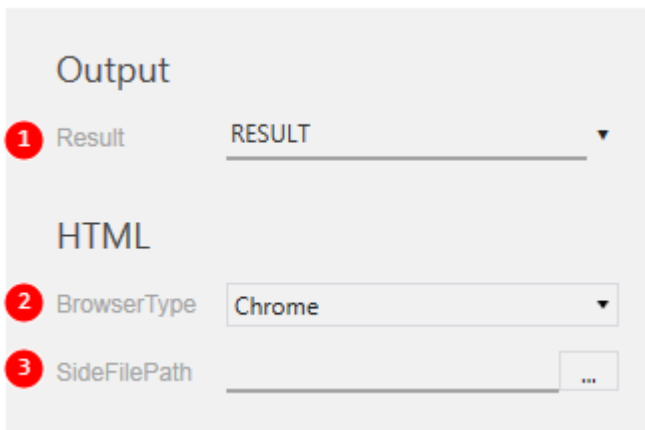 Output
1 Result RESULT
HTML
2 BrowserType Chrome
3 SideFilePath ...